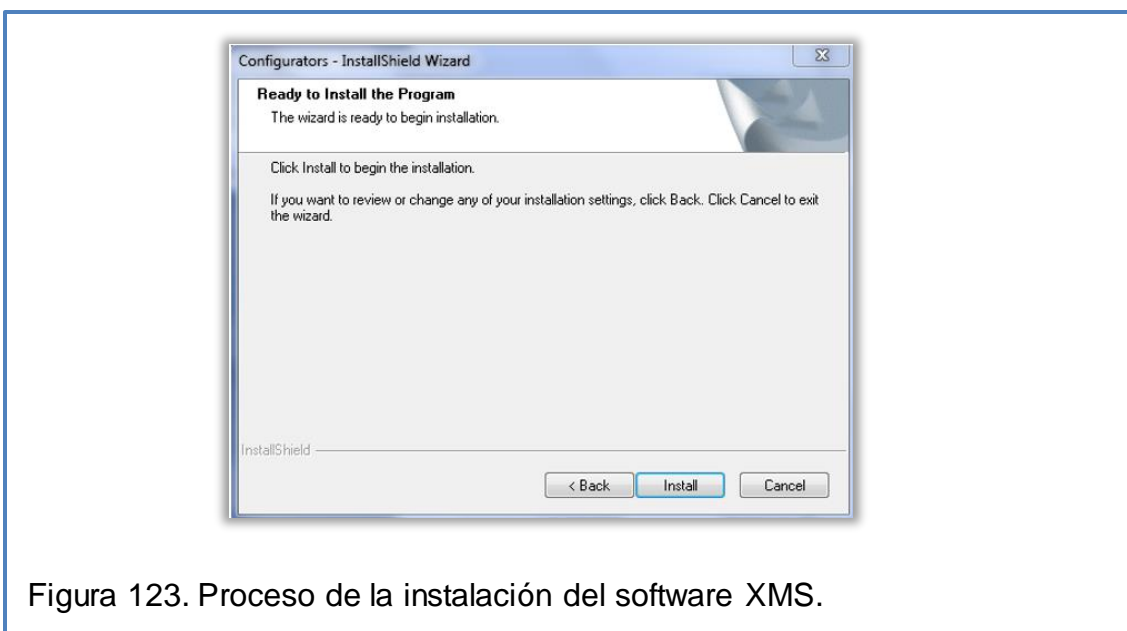 Configurators - InstallShield Wizard
Ready to Install the Program
The wizard is ready to begin installation.
Click Install to begin the installation.
If you want to review or change any of your installation settings, click Back. Click Cancel to exit
the wizard.
InstallShield
< Back Install Cancel
Figura 123. Proceso de la instalación del software XMS.